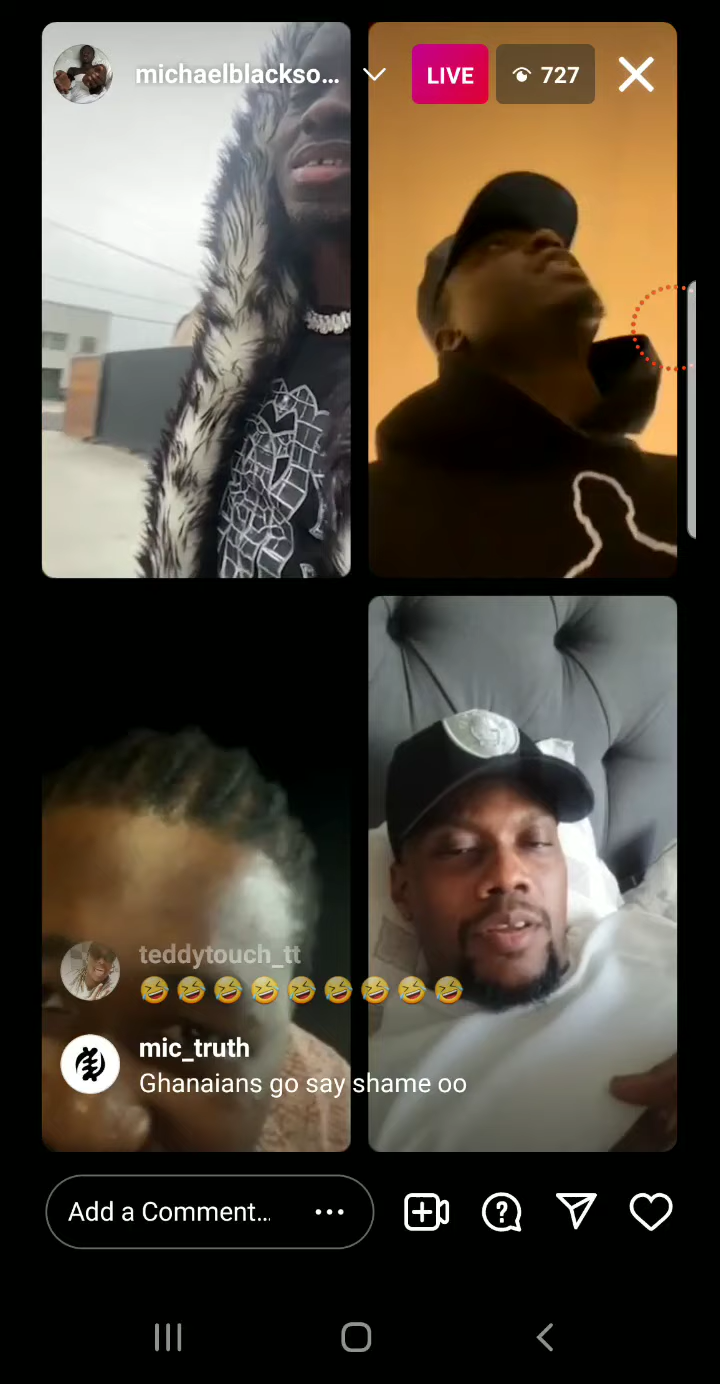 michaelblackso...
LIVE
727
teddytouch_tt
🤣🤣🤣🤣🤣🤣🤣🤣🤣
mic_truth
Ghanaians go say shame oo
Add a Comment...